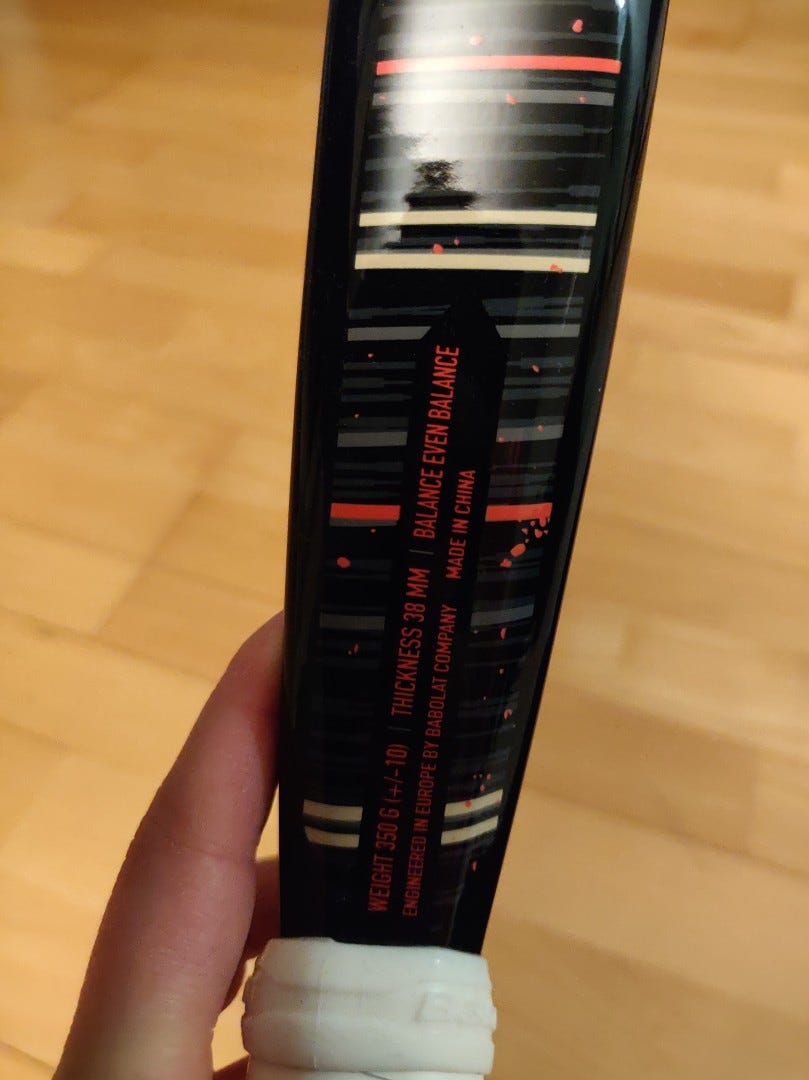 WEIGHT 350 G (+/-10) | THICKNESS 38 MM | BALANCE EVEN BALANCE
ENGINEERED IN EUROPE BY BABOLAT COMPANY MADE IN CHINA